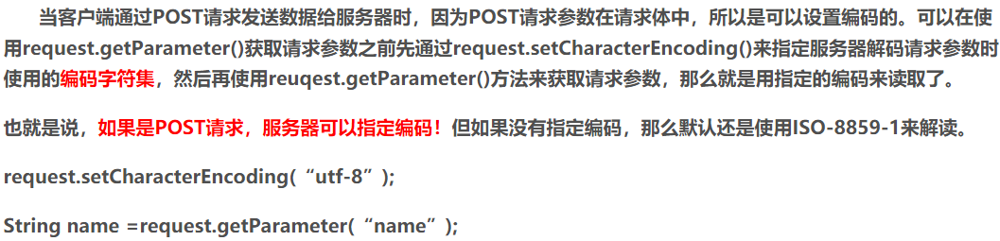 当客户端通过POST请求发送数据给服务器时，因为POST请求参数在请求体中，所以是可以设置编码的。可以在使
用request.getParameter()获取请求参数之前先通过request.setCharacterEncoding()来指定服务器解码请求参数时
使用的编码字符集，然后再使用reuqest.getParameter()方法来获取请求参数，那么就是用指定的编码来读取了。
也就是说，如果是POST请求，服务器可以指定编码！但如果没有指定编码，那么默认还是使用ISO-8859-1来解读。
request.setCharacterEncoding(“utf-8”);
String name =request.getParameter(“name”);